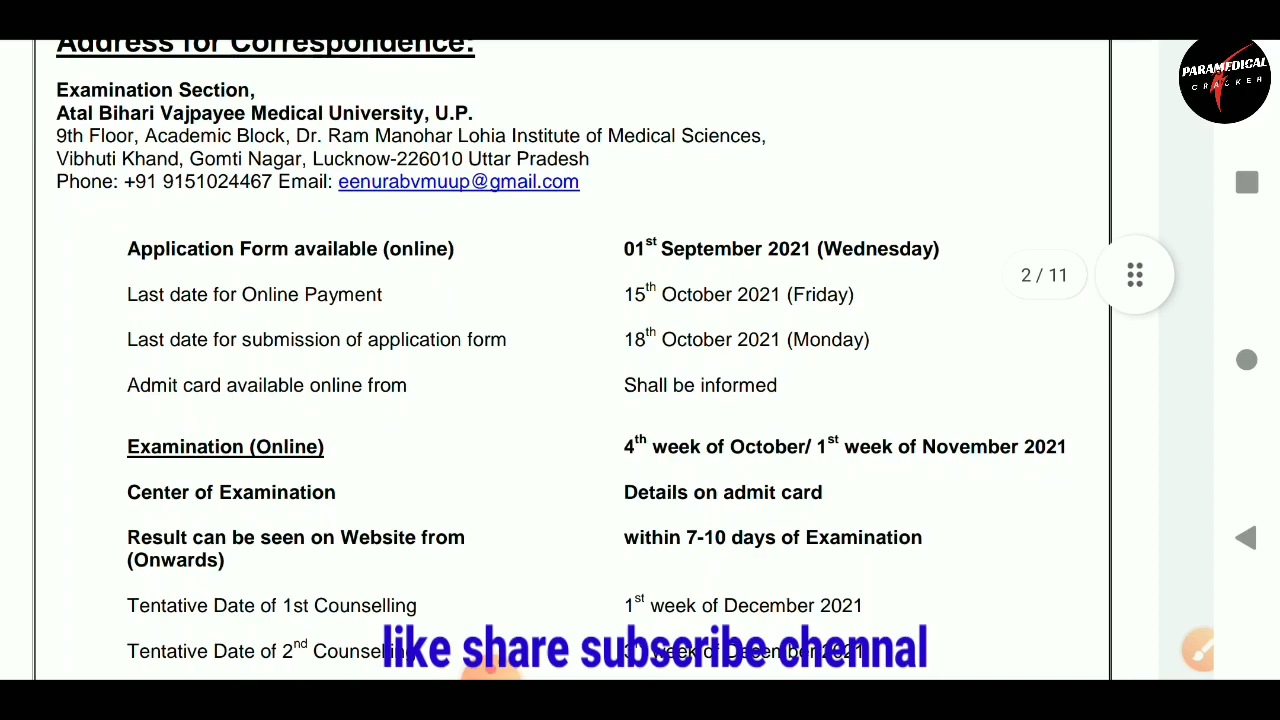 Address for Correspondence:
PARAMEDICAL
CRACKER
Examination Section,
Atal Bihari Vajpayee Medical University, U.P.
9th Floor, Academic Block, Dr. Ram Manohar Lohia Institute of Medical Sciences,
Vibhuti Khand, Gomti Nagar, Lucknow-226010 Uttar Pradesh
Phone: +91 9151024467 Email: eenurabvmuup@gmail.com
Application Form available (online) 01st September 2021 (Wednesday)
2 / 11
Last date for Online Payment 15th October 2021 (Friday)
Last date for submission of application form 18th October 2021 (Monday)
Admit card available online from Shall be informed
Examination (Online) 4th week of October/ 1st week of November 2021
Center of Examination Details on admit card
Result can be seen on Website from within 7-10 days of Examination
(Onwards)
Tentative Date of 1st Counselling 1st week of December 2021
Tentative Date of 2nd Counselling week of December 2021
like share subscribe chennal